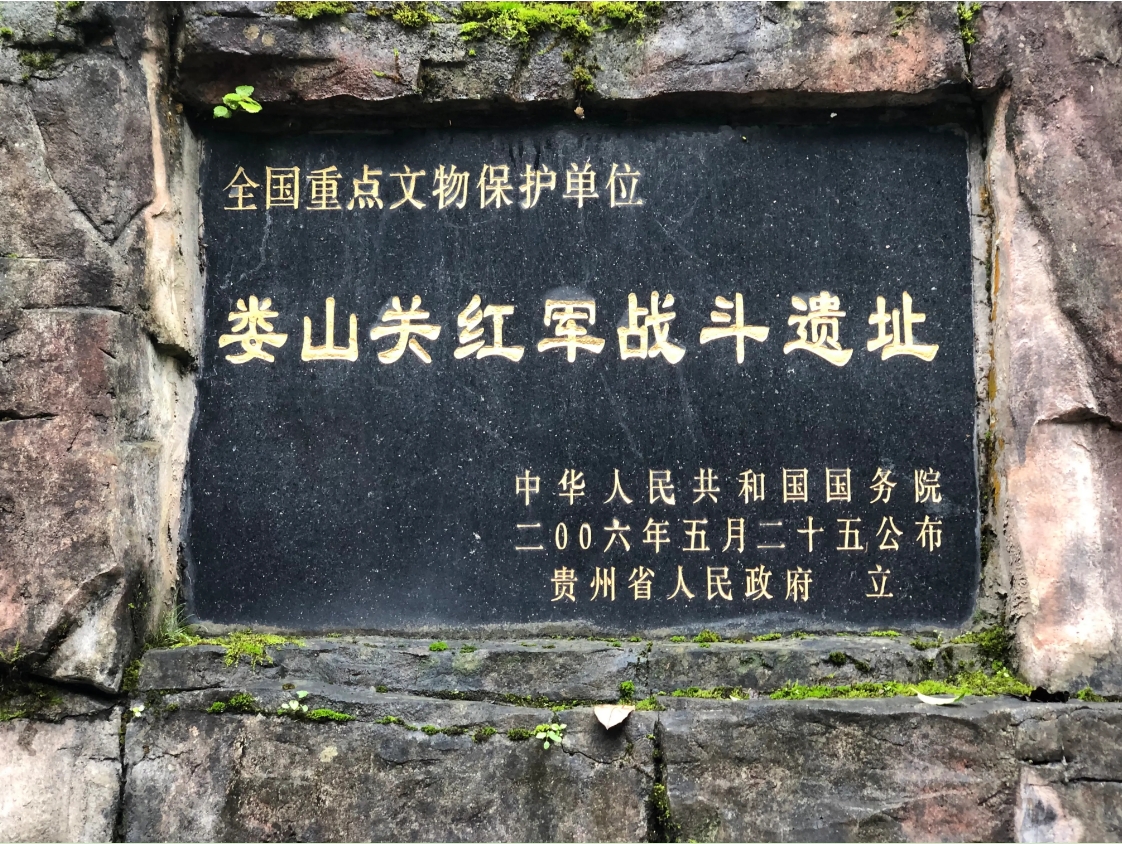 全国重点文物保护单位
娄山关红军战斗遗址
中华人民共和国国务院
二00六年五月二十五公布
贵州省人民政府 立